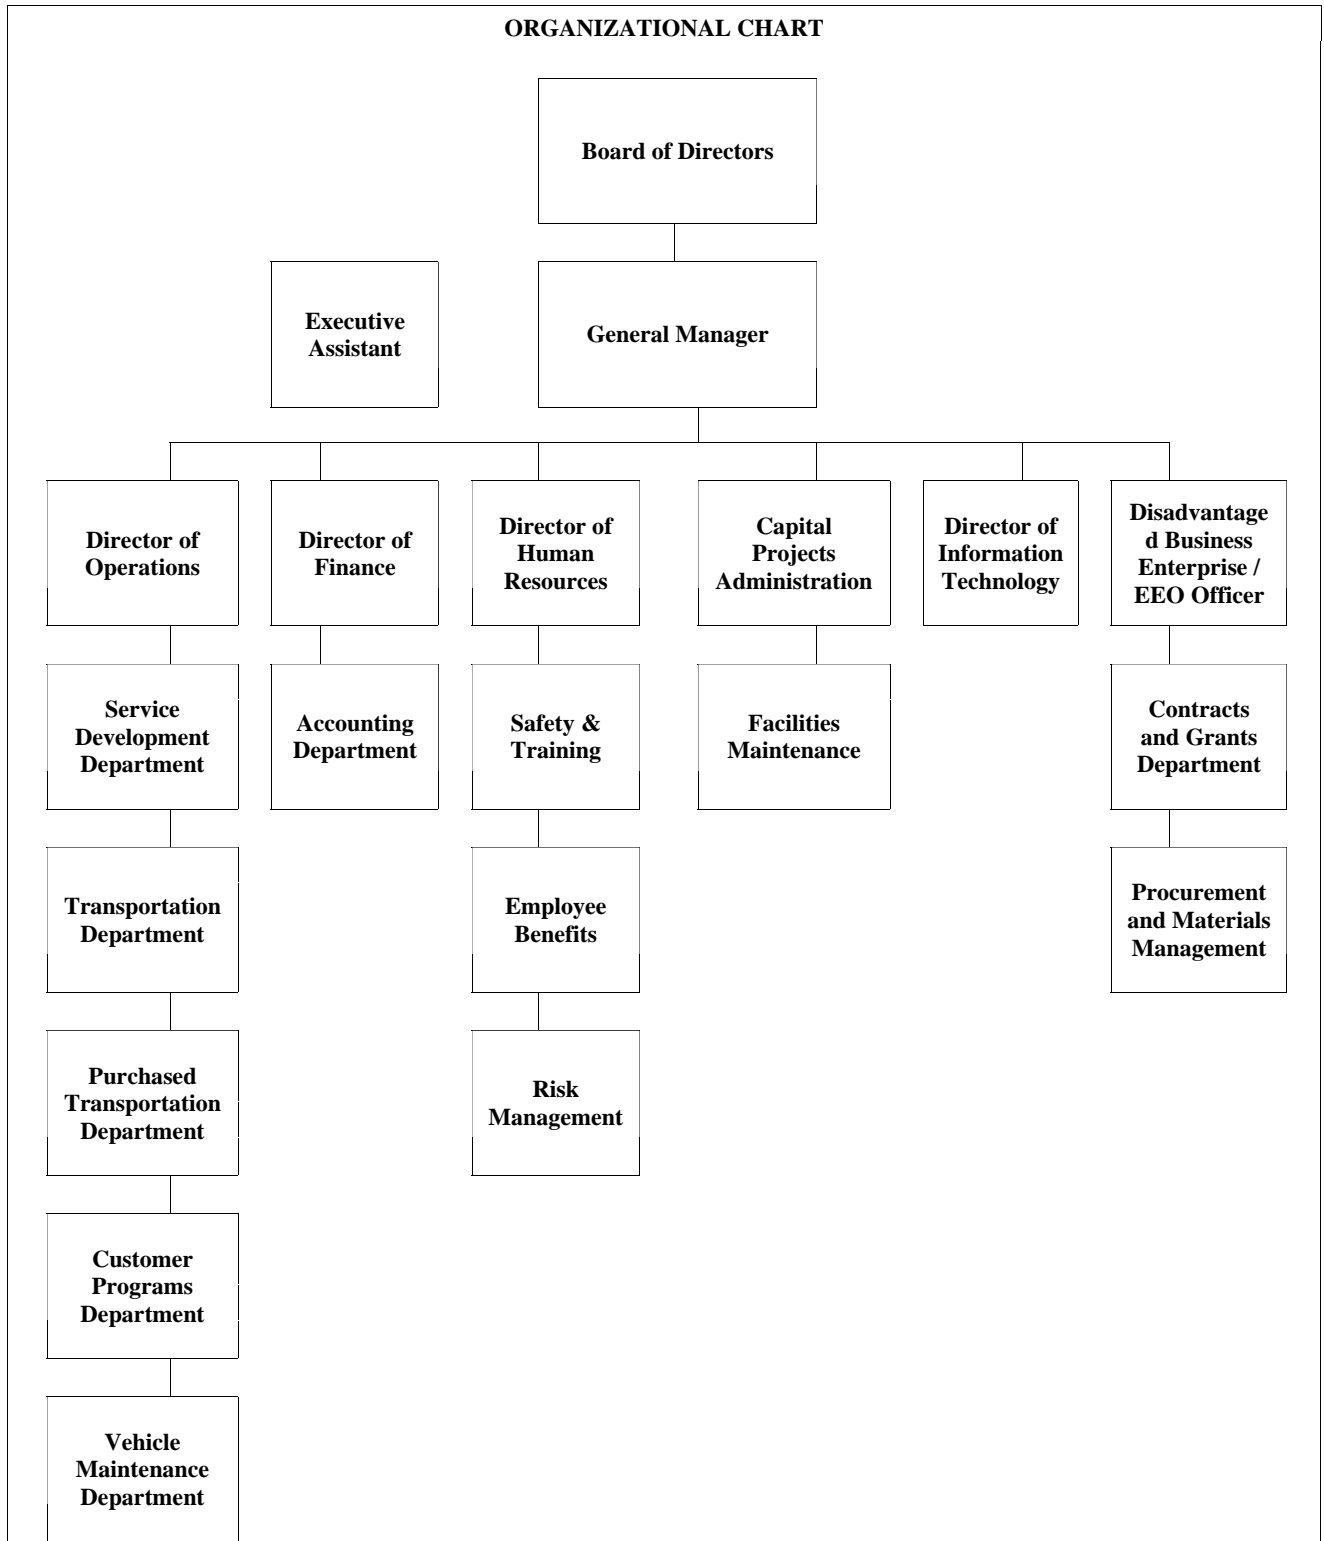 ORGANIZATIONAL CHART
Board of Directors
Executive
Assistant
General Manager
Director of
Operations
Director of
Finance
Director of
Human
Resources
Capital
Projects
Administration
Director of
Information
Technology
Disadvantage
d Business
Enterprise /
EEO Officer
Service
Development
Department
Accounting
Department
Safety &
Training
Facilities
Maintenance
Contracts
and Grants
Department
Transportation
Department
Employee
Benefits
Procurement
and Materials
Management
Purchased
Transportation
Department
Risk
Management
Customer
Programs
Department
Vehicle
Maintenance
Department